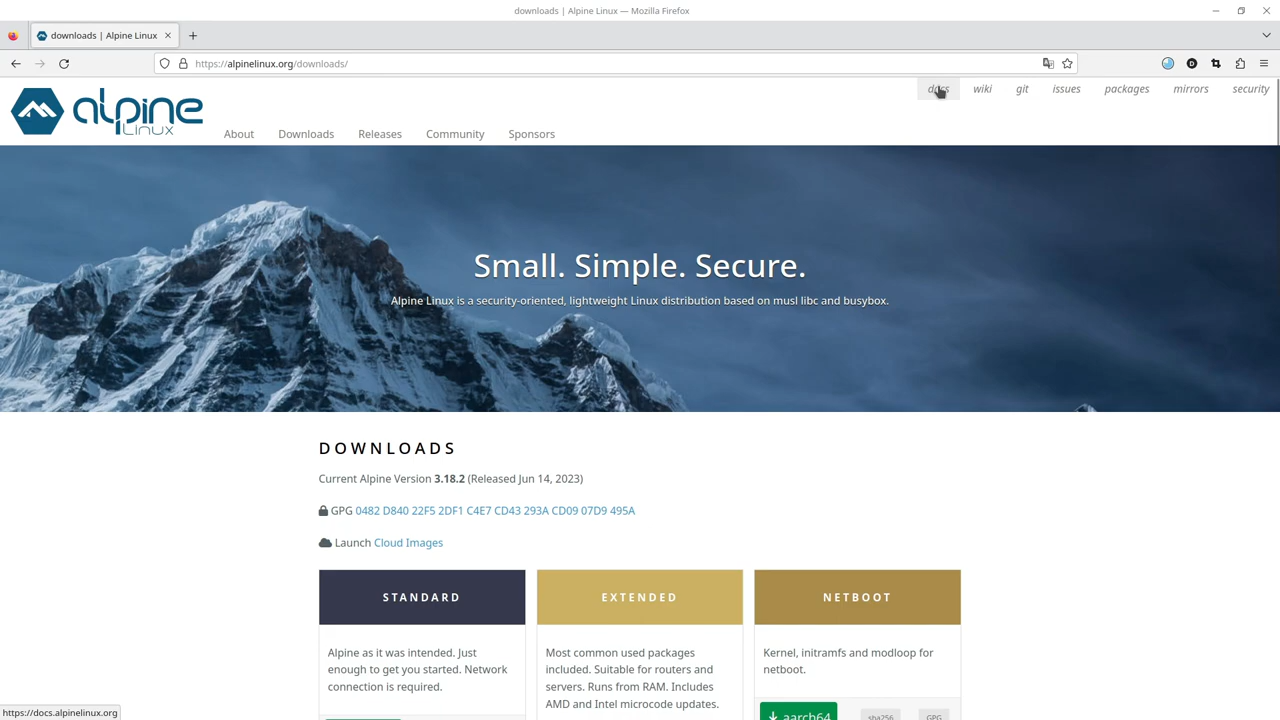 downloads | Alpine Linux — Mozilla Firefox
downloads | Alpine Linux
https://alpinelinux.org/downloads/
docs wiki git issues packages mirrors security
alpine Linux
About Downloads Releases Community Sponsors
Small. Simple. Secure.
Alpine Linux is a security-oriented, lightweight Linux distribution based on musl libc and busybox.
DOWNLOADS
Current Alpine Version 3.18.2 (Released Jun 14, 2023)
GPG 0482 D840 22F5 2DF1 C4E7 CD43 293A CD09 07D9 495A
Launch Cloud Images
STANDARD
Alpine as it was intended. Just
enough to get you started. Network
connection is required.
EXTENDED
Most common used packages
included. Suitable for routers and
servers. Runs from RAM. Includes
AMD and Intel microcode updates.
NETBOOT
Kernel, initramfs and modloop for
netboot.
aarch64 sha256 GPG
https://docs.alpinelinux.org